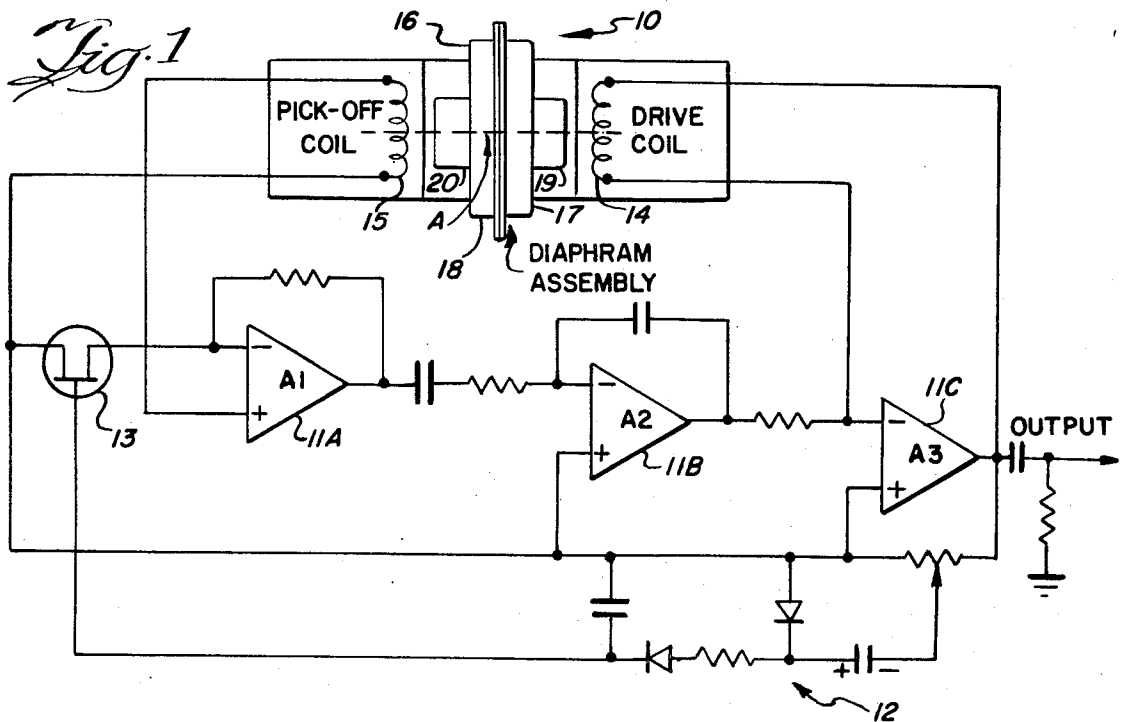 Fig. 1
16
10
PICK-OFF
COIL
DRIVE
COIL
20
19
15
A
17
14
18
DIAPHRAM
ASSEMBLY
A1
-
+
11A
13
A2
-
+
11B
11C
A3
-
+
OUTPUT
+ -
12